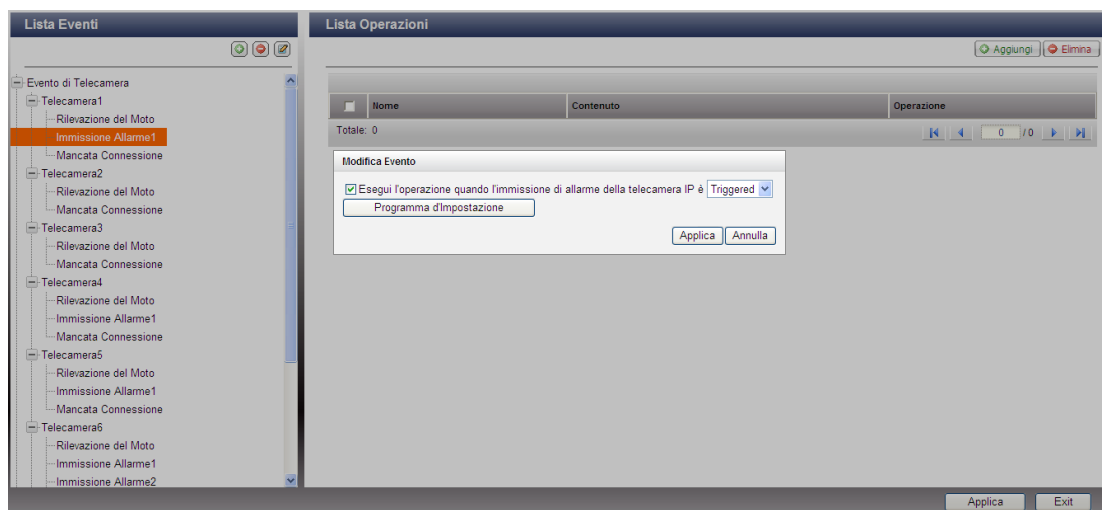 Lista Eventi
Lista Operazioni
Aggiungi
Elimina
Evento di Telecamera
Telecamera1
Rilevazione del Moto
Immissione Allarme1
Mancata Connessione
Telecamera2
Rilevazione del Moto
Mancata Connessione
Telecamera3
Rilevazione del Moto
Mancata Connessione
Telecamera4
Rilevazione del Moto
Immissione Allarme1
Mancata Connessione
Telecamera5
Rilevazione del Moto
Immissione Allarme1
Mancata Connessione
Telecamera6
Rilevazione del Moto
Immissione Allarme1
Immissione Allarme2
Nome Contenuto Operazione
Totale: 0
0 / 0
Modifica Evento
Esegui l'operazione quando l'immissione di allarme della telecamera IP è Triggered
Programma d'Impostazione
Applica Annulla
Applica Exit